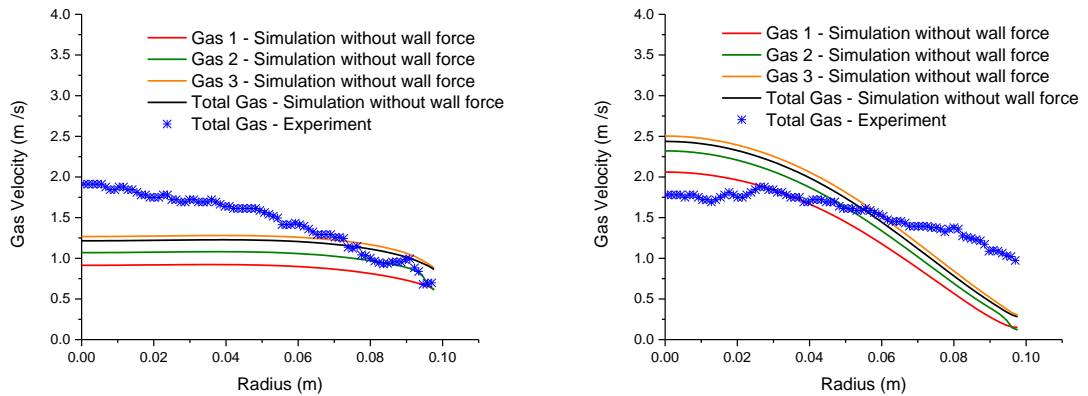 4.0
3.5
3.0
2.5
2.0
1.5
1.0
0.5
0.0
Gas Velocity (m /s)
Gas 1 - Simulation without wall force
Gas 2 - Simulation without wall force
Gas 3 - Simulation without wall force
Total Gas - Simulation without wall force
Total Gas - Experiment
0.00 0.02 0.04 0.06 0.08 0.10
Radius (m)
4.0
3.5
3.0
2.5
2.0
1.5
1.0
0.5
0.0
Gas Velocity (m /s)
Gas 1 - Simulation without wall force
Gas 2 - Simulation without wall force
Gas 3 - Simulation without wall force
Total Gas - Simulation without wall force
Total Gas - Experiment
0.00 0.02 0.04 0.06 0.08 0.10
Radius (m)